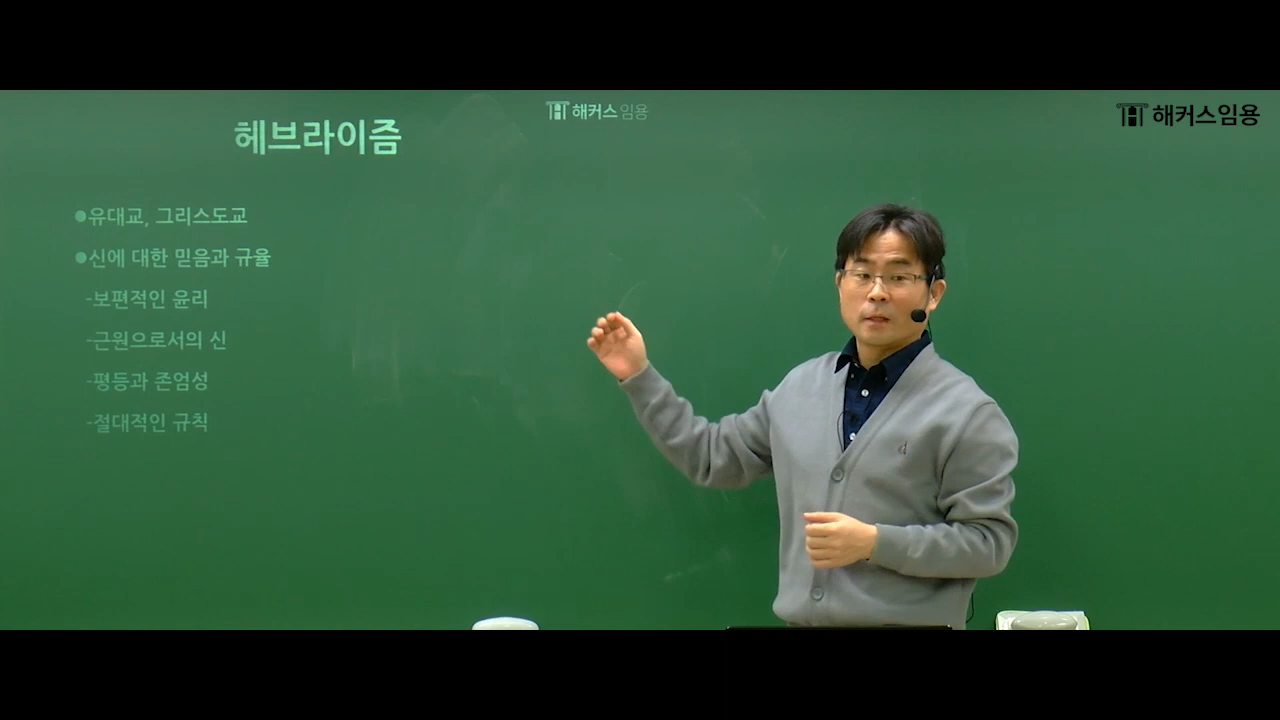 해커스임용
해커스임용
헤브라이즘
●유대교, 그리스도교
●신에 대한 믿음과 규율
-보편적인 윤리
-근원으로서의 신
-평등과 존엄성
-절대적인 규칙